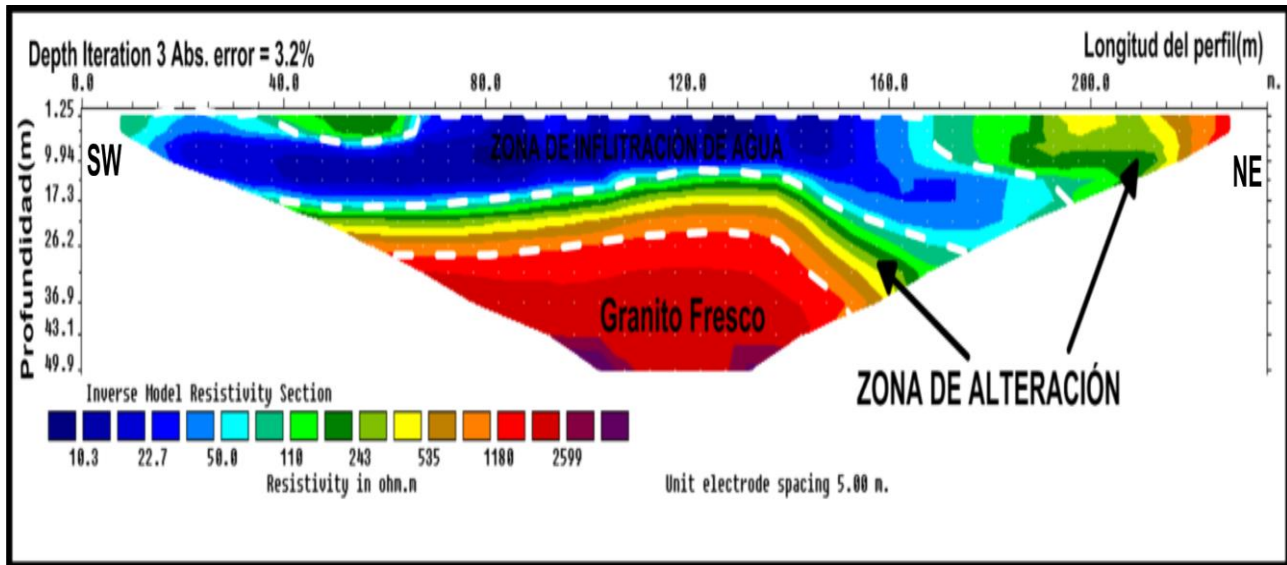 Depth Iteration 3 Abs. error = 3.2%
Longitud del perfil(m)
0.0 40.0 80.0 120.0 160.0 200.0 m.
Profundidad(m)
1.25
9.94
17.3
26.2
36.9
43.1
49.9
SW
NE
ZONA DE INFLITRACIÓN DE AGUA
Granito Fresco
ZONA DE ALTERACIÓN
Inverse Model Resistivity Section
10.3 22.7 50.0 110 243 535 1180 2599
Resistivity in ohm.m
Unit electrode spacing 5.00 m.